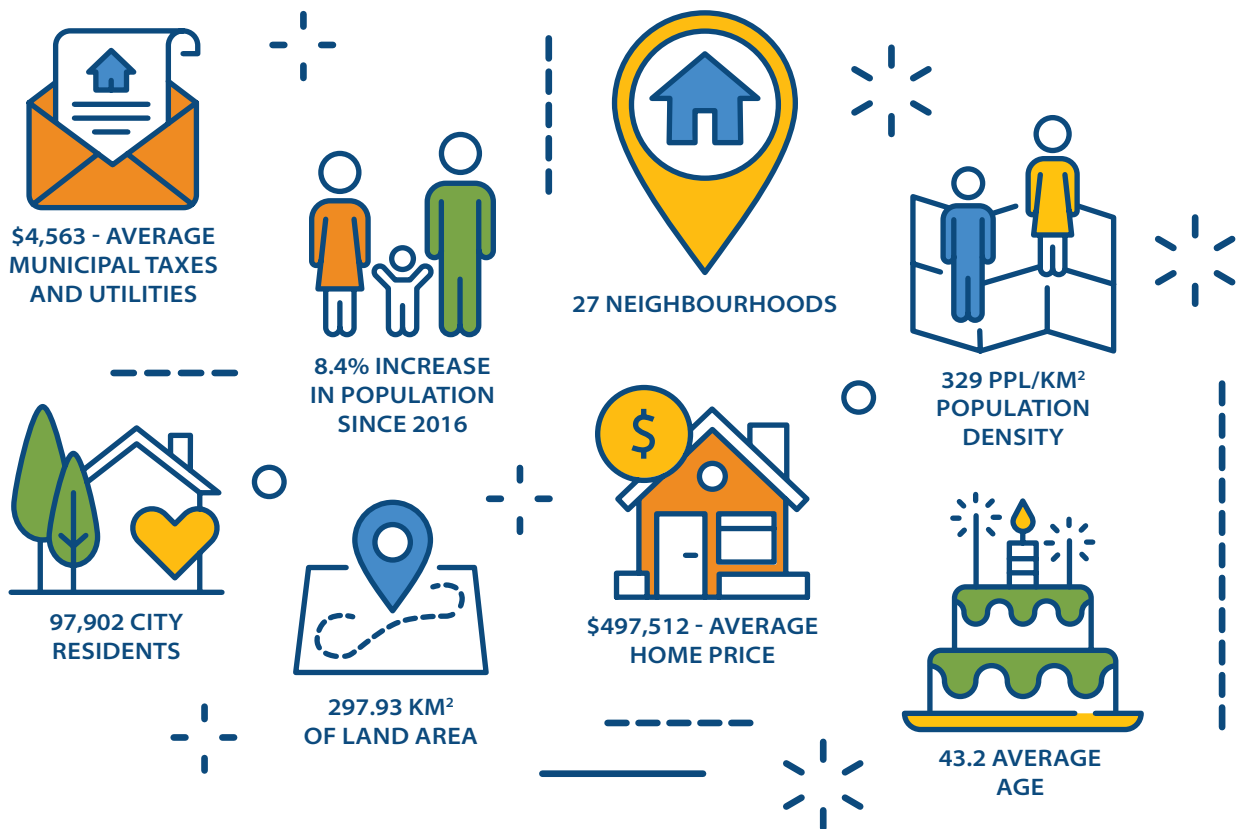 $4,563 - AVERAGE
MUNICIPAL TAXES
AND UTILITIES
8.4% INCREASE
IN POPULATION
SINCE 2016
27 NEIGHBOURHOODS
329 PPL/KM²
POPULATION
DENSITY
97,902 CITY
RESIDENTS
297.93 KM²
OF LAND AREA
$
$497,512 - AVERAGE
HOME PRICE
43.2 AVERAGE
AGE